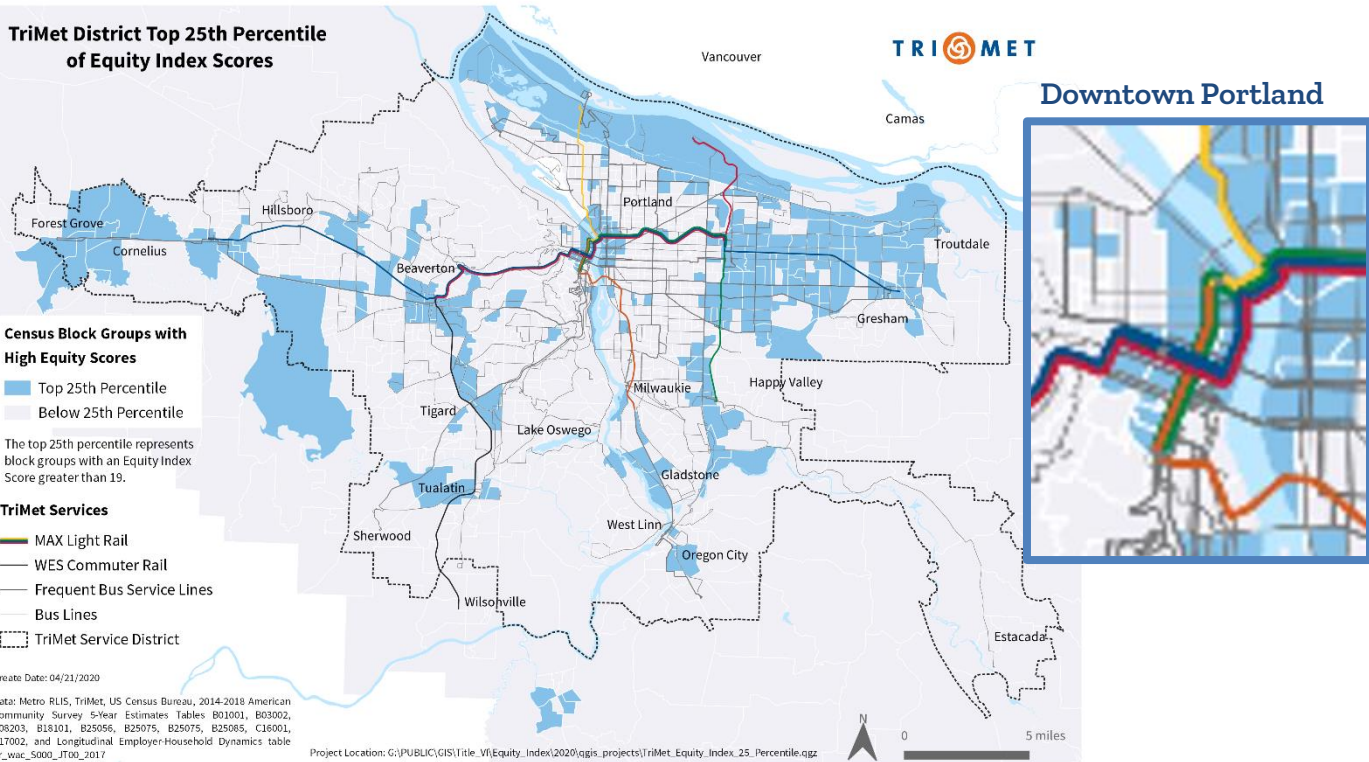 TriMet District Top 25th Percentile
of Equity Index Scores
TRI MET
Downtown Portland
Vancouver
Camas
Portland
Troutdale
Forest Grove
Hillsboro
Cornelius
Beaverton
Gresham
Milwaukie
Happy Valley
Tigard
Lake Oswego
Gladstone
Tualatin
West Linn
Sherwood
Oregon City
Wilsonville
Estacada
Census Block Groups with
High Equity Scores
Top 25th Percentile
Below 25th Percentile
The top 25th percentile represents
block groups with an Equity Index
Score greater than 19.
TriMet Services
MAX Light Rail
WES Commuter Rail
Frequent Bus Service Lines
Bus Lines
TriMet Service District
reate Date: 04/21/2020
ata: Metro RLIS, TriMet, US Census Bureau, 2014-2018 American
ommunity Survey 5-Year Estimates Tables B01001, B03002,
08203, B18101, B25056, B25075, B25075, B25085, C16001,
17002, and Longitudinal Employer-Household Dynamics table
r_wac_S000_JT00_2017
Project Location: G:\PUBLIC\GIS\Title_VI\Equity_Index\2020\qgis_projects\TriMet_Equity_Index_25_Percentile.qgz
N
0 5 miles